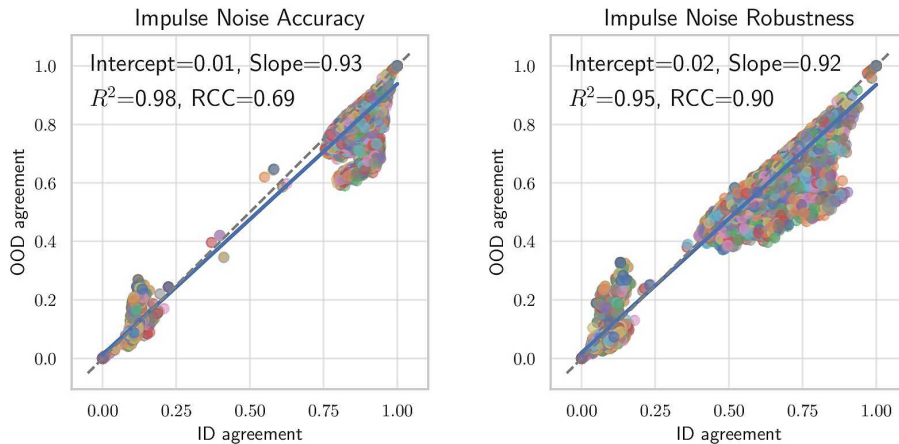 Impulse Noise Accuracy
Intercept=0.01, Slope=0.93
R²=0.98, RCC=0.69
1.0
0.8
0.6
0.4
0.2
0.0
OOD agreement
0.00 0.25 0.50 0.75 1.00
ID agreement
Impulse Noise Robustness
Intercept=0.02, Slope=0.92
R²=0.95, RCC=0.90
1.0
0.8
0.6
0.4
0.2
0.0
OOD agreement
0.00 0.25 0.50 0.75 1.00
ID agreement